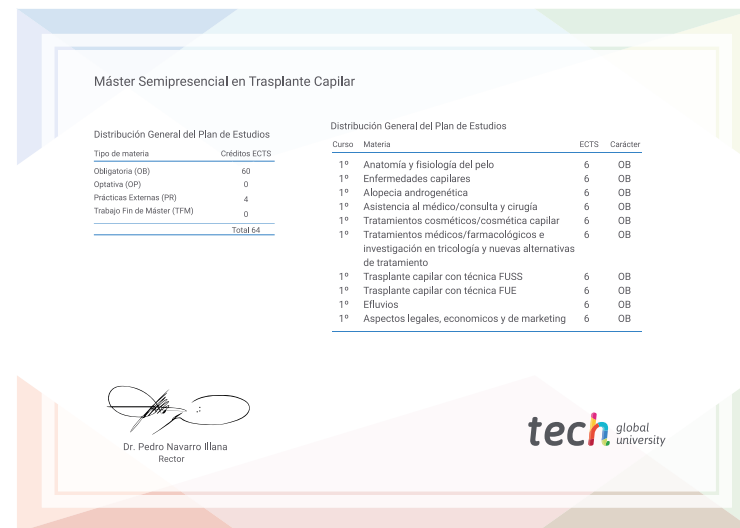 Máster Semipresencial en Trasplante Capilar
Distribución General del Plan de Estudios
Tipo de materia Créditos ECTS
Obligatoria (OB) 60
Optativa (OP) 0
Prácticas Externas (PR) 4
Trabajo Fin de Máster (TFM) 0
Total 64
Distribución General del Plan de Estudios
Curso Materia ECTS Carácter
1º Anatomía y fisiología del pelo 6 OB
1º Enfermedades capilares 6 OB
1º Alopecia androgenética 6 OB
1º Asistencia al médico/consulta y cirugía 6 OB
1º Tratamientos cosméticos/cosmética capilar 6 OB
1º Tratamientos médicos/farmacológicos e 6 OB
investigación en tricología y nuevas alternativas
de tratamiento
1º Trasplante capilar con técnica FUSS 6 OB
1º Trasplante capilar con técnica FUE 6 OB
1º Efluvios 6 OB
1º Aspectos legales, economicos y de marketing 6 OB
Dr. Pedro Navarro Illana
Rector
tech global
university